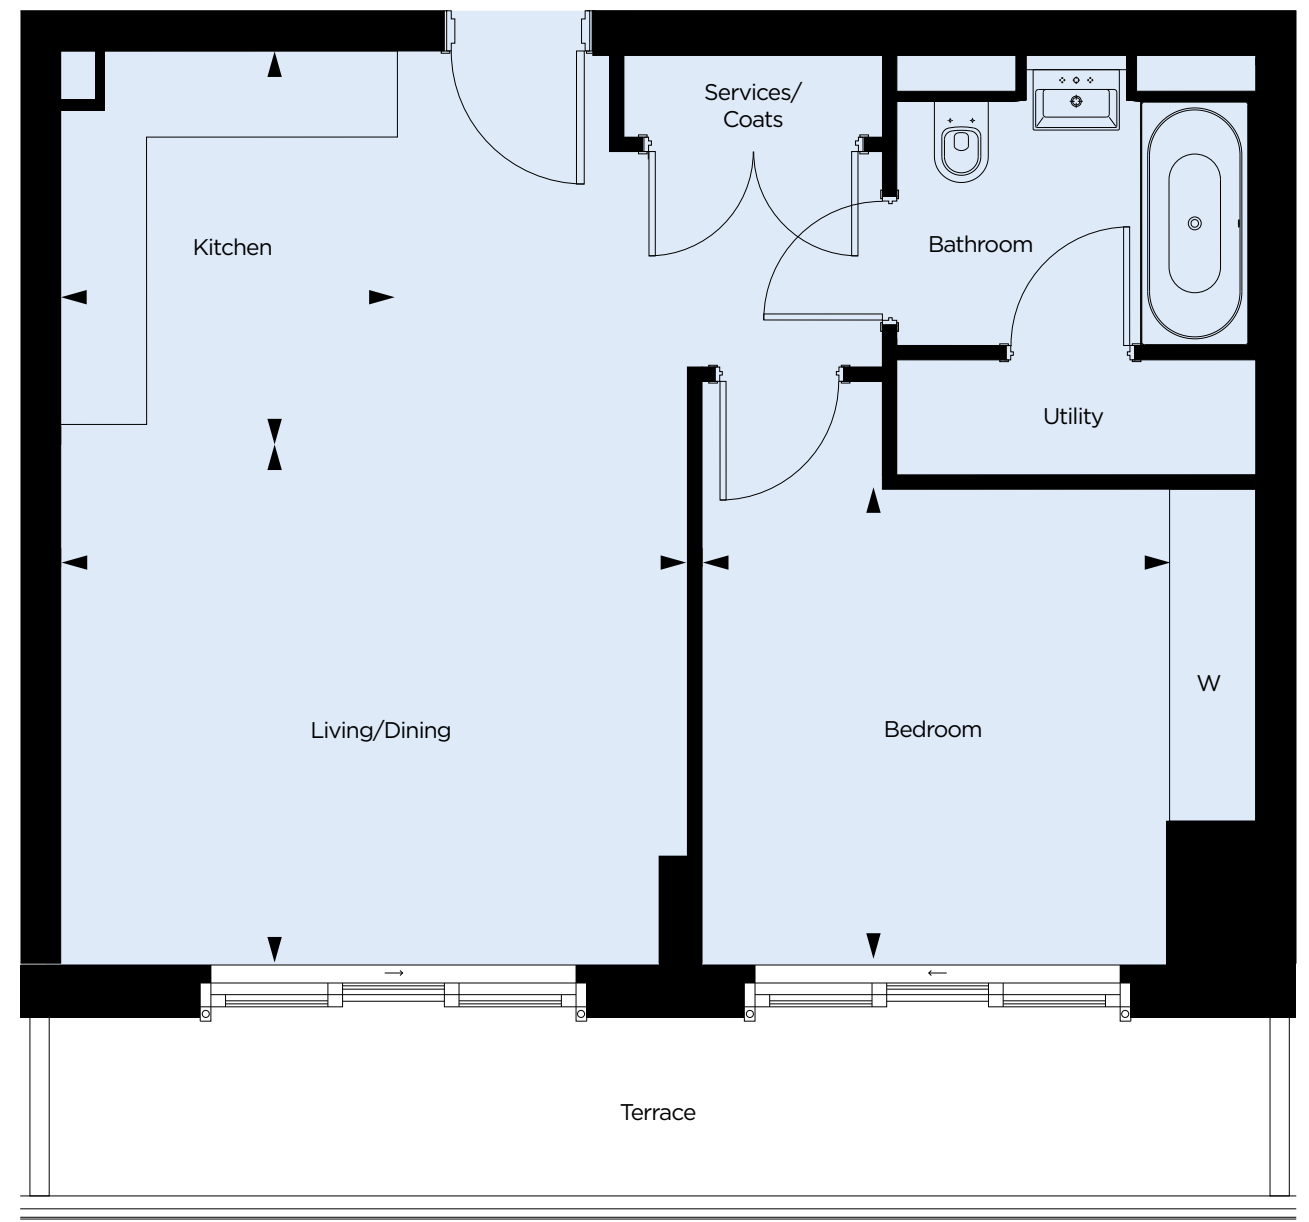 Services/
Coats
Kitchen
Bathroom
Utility
W
Living/Dining
Bedroom
Terrace